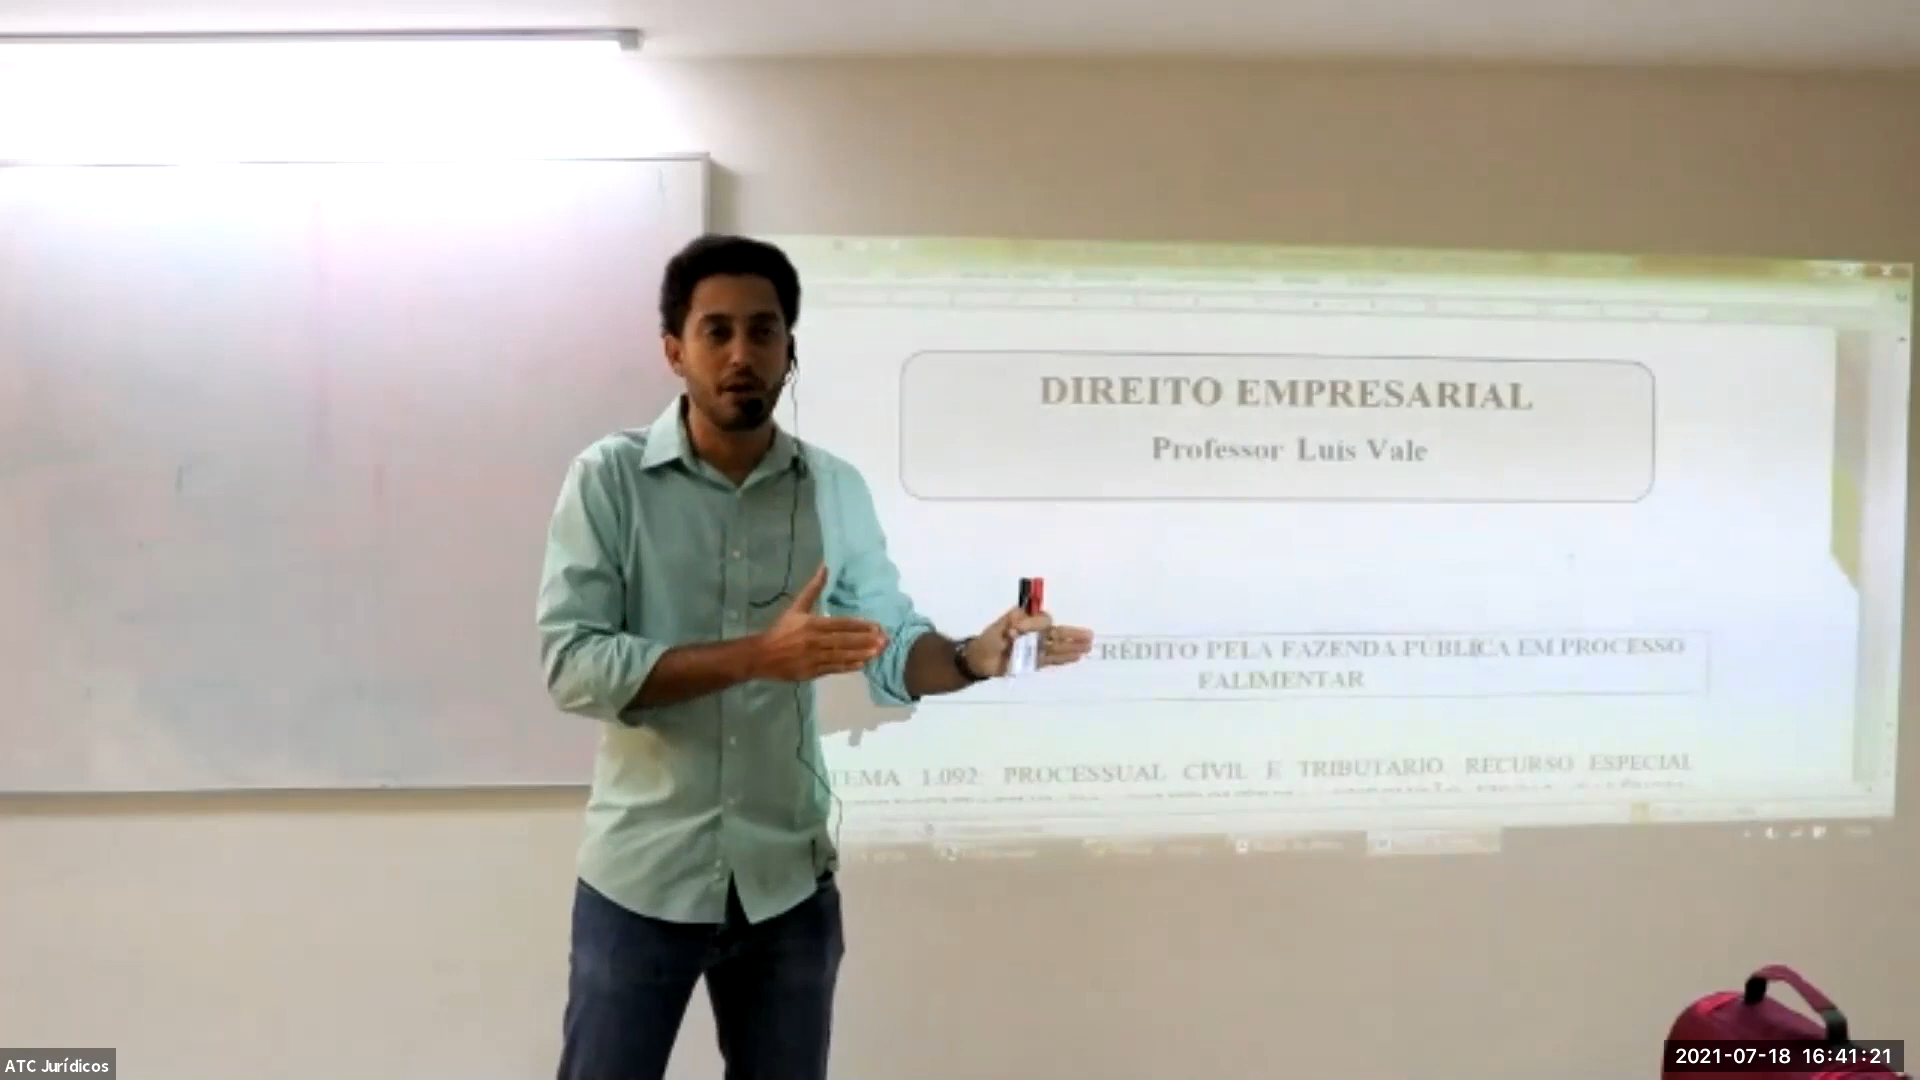 DIREITO EMPRESARIAL
Professor Luís Vale
CRÉDITO PELA FAZENDA PÚBLICA EM PROCESSO
FALIMENTAR
TEMA 1.092: PROCESSUAL CIVIL E TRIBUTÁRIO. RECURSO ESPECIAL
ATC Jurídicos
2021-07-18 16:41:21